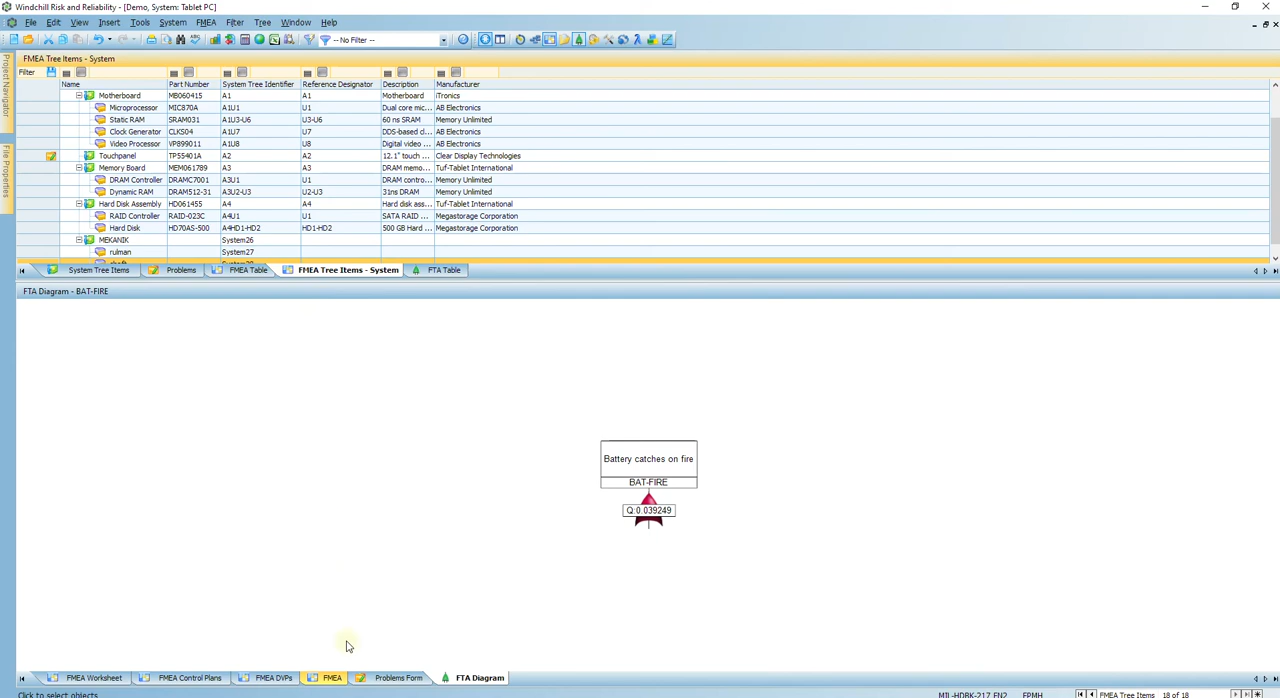 Windchill Risk and Reliability - [Demo, System: Tablet PC]
File Edit View Insert Tools System FMEA Filter Tree Window Help
-- No Filter --
Project Navigator
File Properties
FMEA Tree Items - System
Filter
Name Part Number System Tree Identifier Reference Designator Description Manufacturer
Motherboard MB060415 A1 A1 Motherboard iTronics
Microprocessor MIC870A A1U1 U1 Dual core mic... AB Electronics
Static RAM SRAM031 A1U3-U6 U3-U6 60 ns SRAM Memory Unlimited
Clock Generator CLKS04 A1U7 U7 DDS-based d... AB Electronics
Video Processor VP899011 A1U8 U8 Digital video ... AB Electronics
Touchpanel TP55401A A2 A2 12.1" touch ... Clear Display Technologies
Memory Board MEM061789 A3 A3 DRAM memo... Tuf-Tablet International
DRAM Controller DRAMC7001 A3U1 U1 DRAM contro... Memory Unlimited
Dynamic RAM DRAM512-31 A3U2-U3 U2-U3 31ns DRAM Memory Unlimited
Hard Disk Assembly HD061455 A4 A4 Hard disk ass... Tuf-Tablet International
RAID Controller RAID-023C A4U1 U1 SATA RAID ... Megastorage Corporation
Hard Disk HD70AS-500 A4HD1-HD2 HD1-HD2 500 GB Hard ... Megastorage Corporation
MEKANIK System26
rulman System27
System Tree Items Problems FMEA Table FMEA Tree Items - System FTA Table
FTA Diagram - BAT-FIRE
Battery catches on fire
BAT-FIRE
Q:0.039249
FMEA Worksheet FMEA Control Plans FMEA DVPs FMEA Problems Form FTA Diagram
Click to select objects MIL-HDBK-217 FN2 FPMH FMEA Tree Items 18 of 18